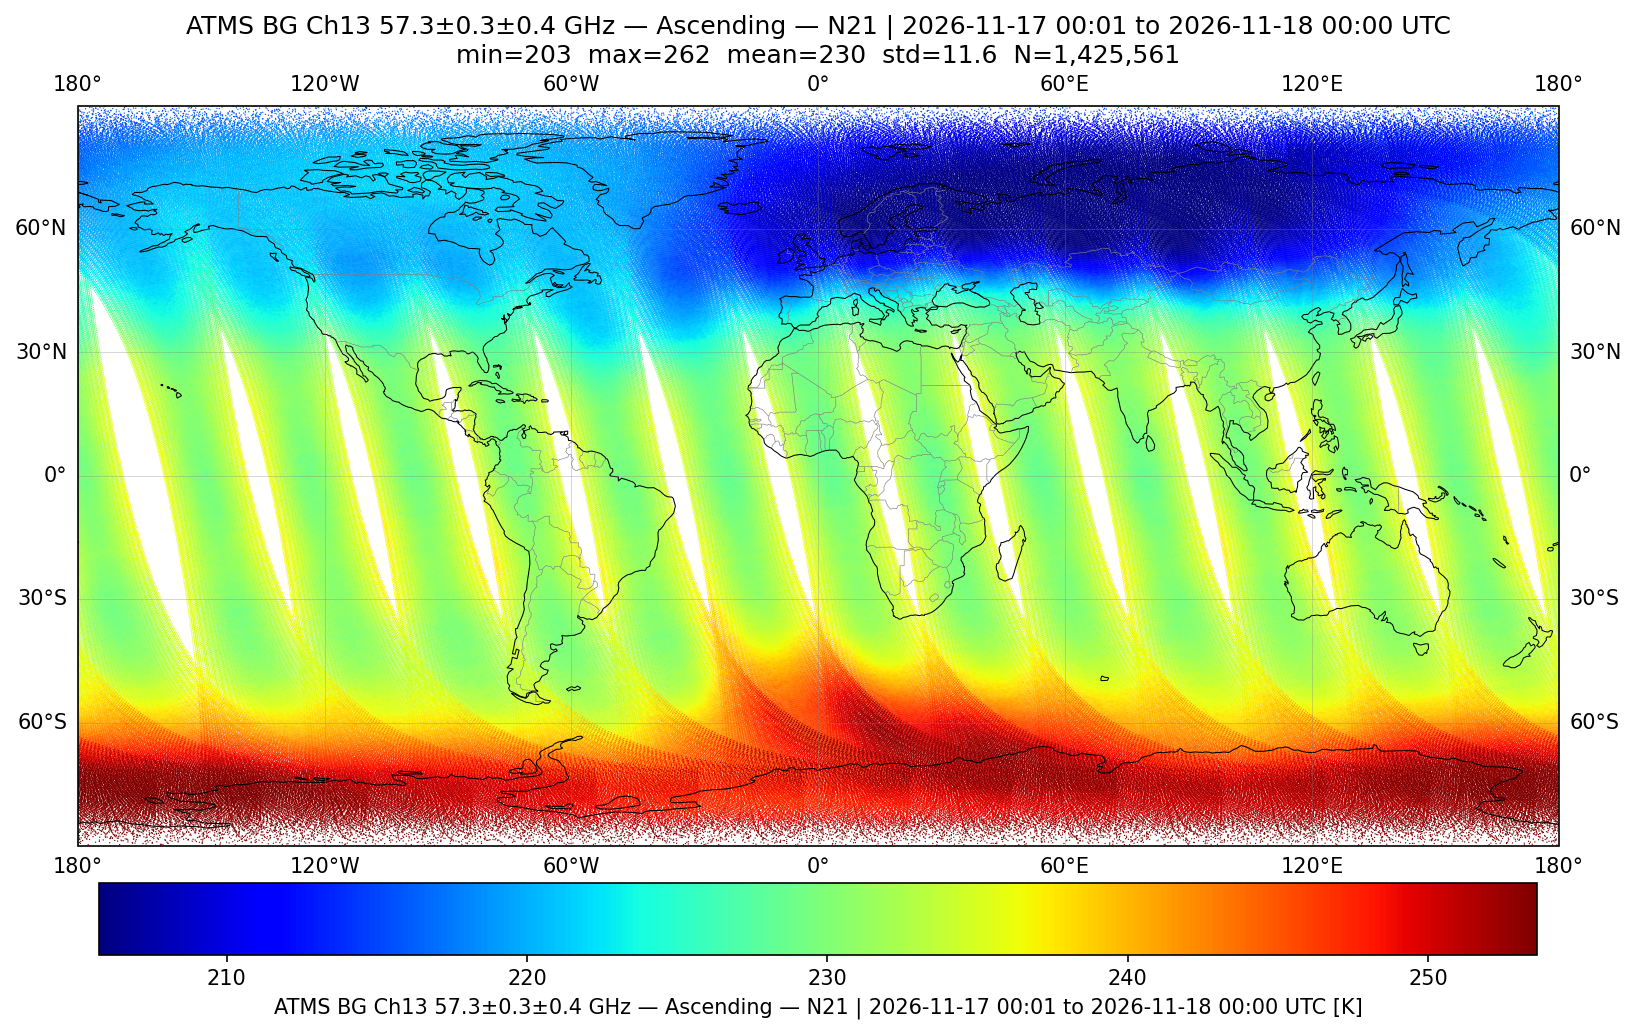 ATMS BG Ch13 57.3±0.3±0.4 GHz — Ascending — N21 | 2026-11-17 00:01 to 2026-11-18 00:00 UTC
min=203 max=262 mean=230 std=11.6 N=1,425,561
180° 120°W 60°W 0° 60°E 120°E 180°
60°N 60°N
30°N 30°N
0° 0°
30°S 30°S
60°S 60°S
180° 120°W 60°W 0° 60°E 120°E 180°
210 220 230 240 250
ATMS BG Ch13 57.3±0.3±0.4 GHz — Ascending — N21 | 2026-11-17 00:01 to 2026-11-18 00:00 UTC [K]